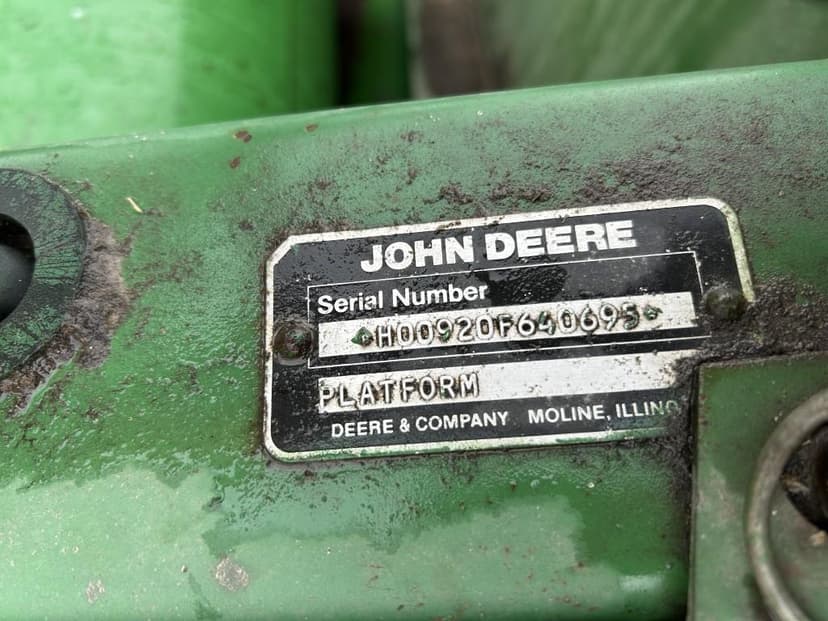 JOHN DEERE
Serial Number
*H00920F640695*
PLATFORM
DEERE & COMPANY MOLINE, ILLINO